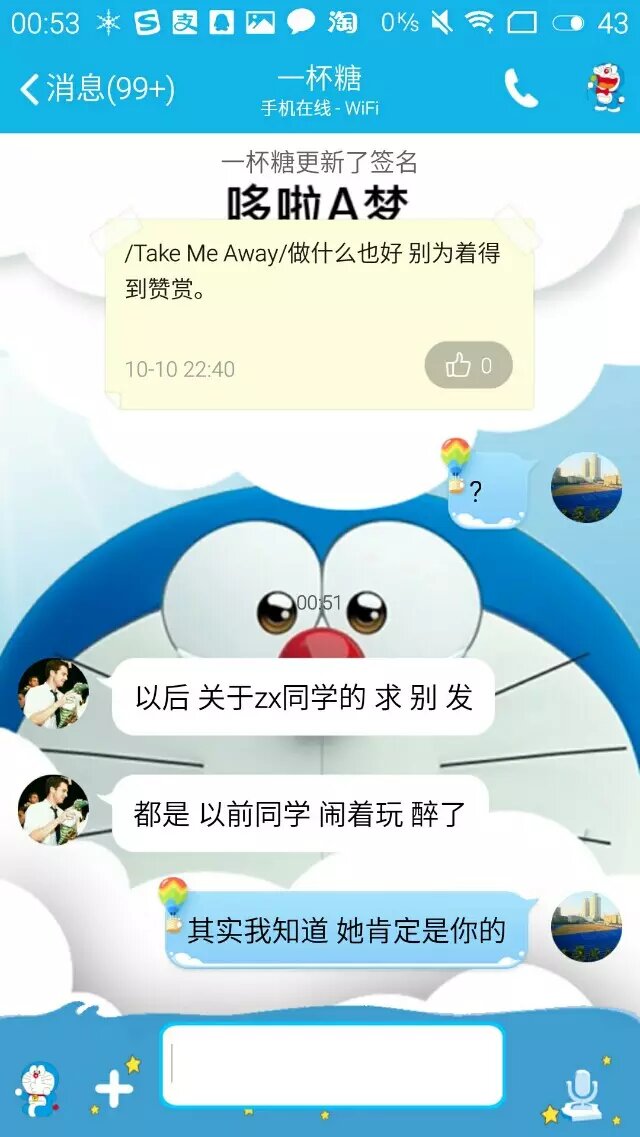 00:53 支 淘 0K/s 43
消息(99+)
一杯糖
手机在线 - WiFi
一杯糖更新了签名
哆啦A梦
/Take Me Away/做什么也好 别为着得
到赞赏。
10-10 22:40
0
?
00:51
以后 关于zx同学的 求 别 发
都是 以前同学 闹着玩 醉了
其实我知道 她肯定是你的